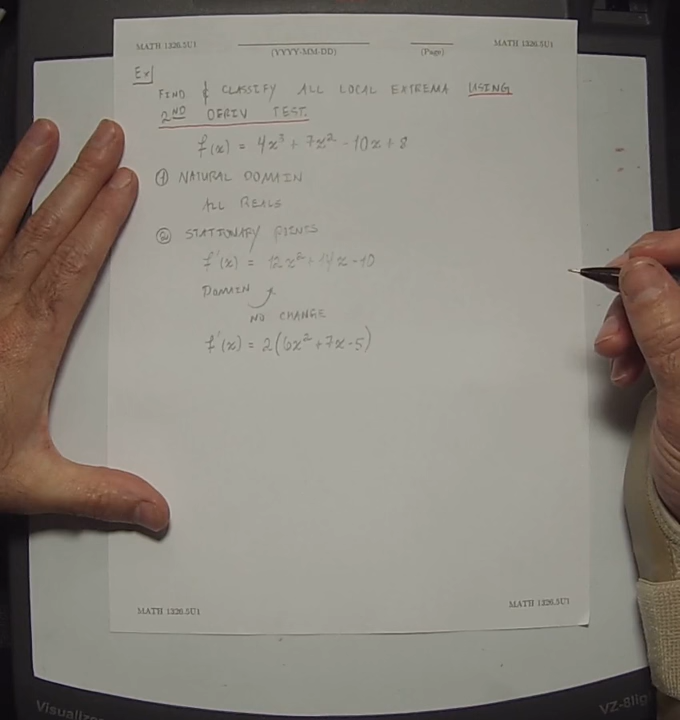 MATH 1326.5U1 (YYYY-MM-DD) (Page) MATH 1326.5U1
Ex
FIND & CLASSIFY ALL LOCAL EXTREMA USING
2ND DERIV TEST.
f(x) = 4x³ + 7x² - 10x + 8
① NATURAL DOMAIN
ALL REALS
② STATIONARY POINTS
f'(x) = 12x² + 14x - 10
DOMAIN
NO CHANGE
f'(x) = 2(6x² + 7x - 5)
MATH 1326.5U1 MATH 1326.5U1
Visualizer VZ-8lig